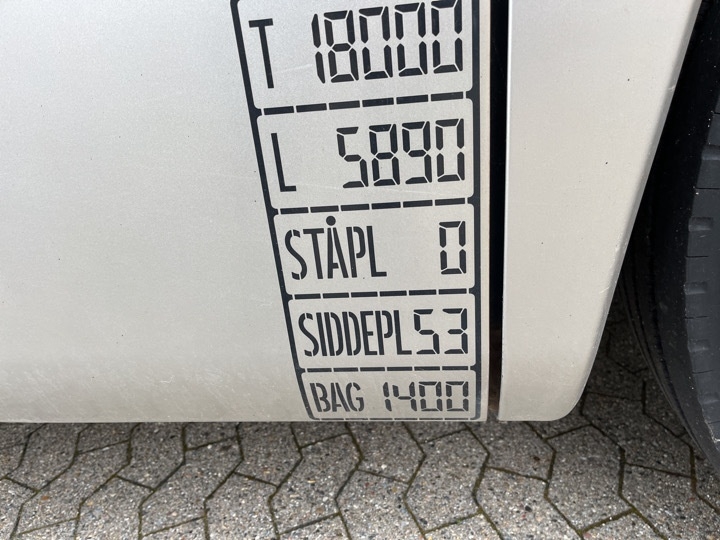 T 18000
L 5890
STÅPL 0
SIDDEPL 53
BAG 1400